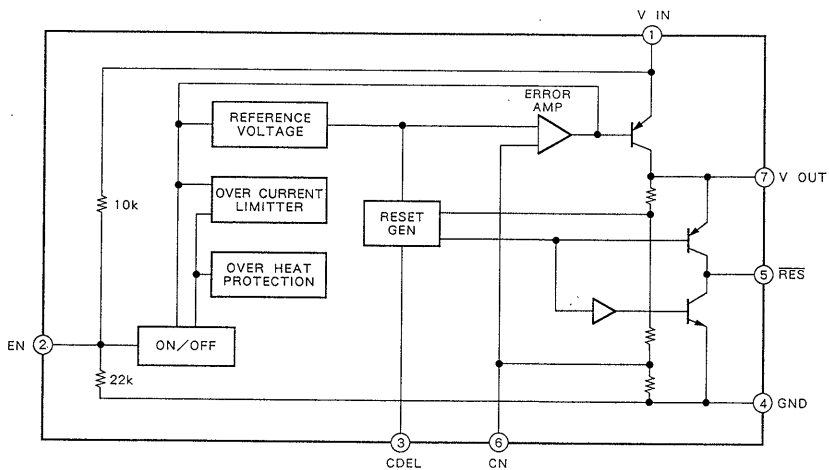 V IN
1
ERROR
AMP
REFERENCE
VOLTAGE
7
V OUT
10k
OVER CURRENT
LIMITTER
RESET
GEN
OVER HEAT
PROTECTION
5
RES
EN
2
ON/OFF
22k
4
GND
3
6
CDEL
CN